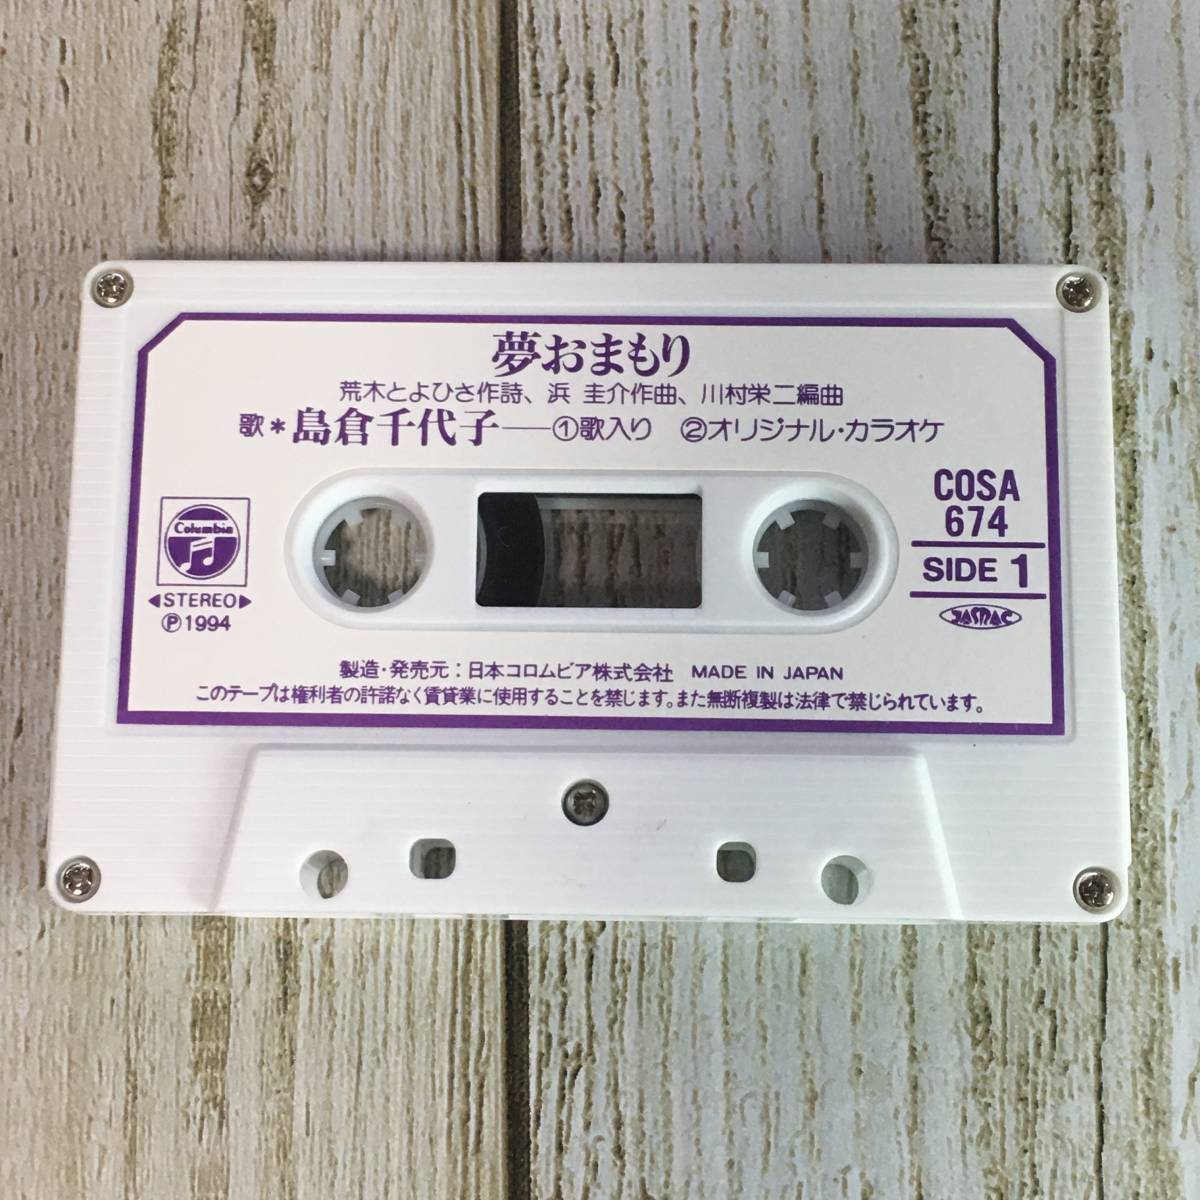 夢おまもり
荒木とよひさ作詩、浜 圭介作曲、川村栄二編曲
歌＊島倉千代子——①歌入り ②オリジナル・カラオケ
COSA
674
SIDE 1
JASRAC
Columbia
◀STEREO▶
Ⓟ1994
製造・発売元：日本コロムビア株式会社 MADE IN JAPAN
このテープは権利者の許諾なく賃貸業に使用することを禁じます。また無断複製は法律で禁じられています。